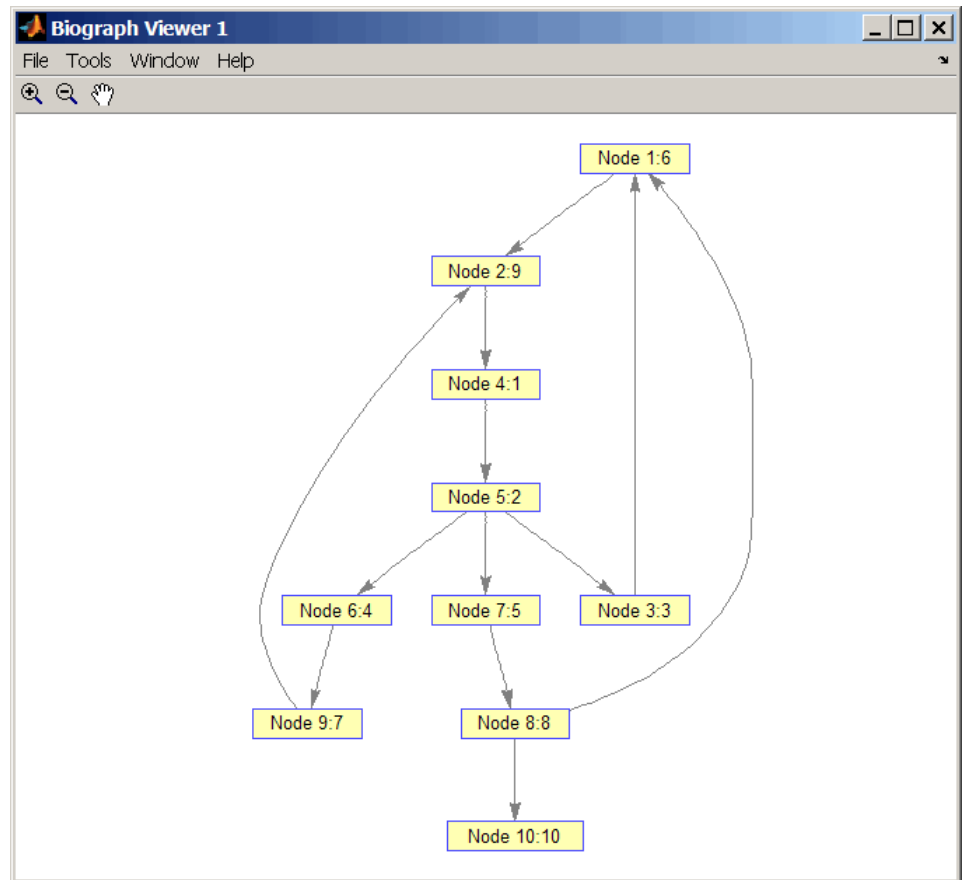 Biograph Viewer 1
File Tools Window Help
Node 1:6
Node 2:9
Node 4:1
Node 5:2
Node 6:4 Node 7:5 Node 3:3
Node 9:7 Node 8:8
Node 10:10